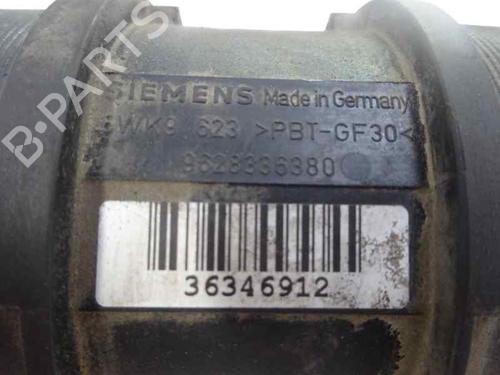 B-PARTS
SIEMENS Made in Germany
5WK9 623 >PBT-GF30<
9628336380
36346912